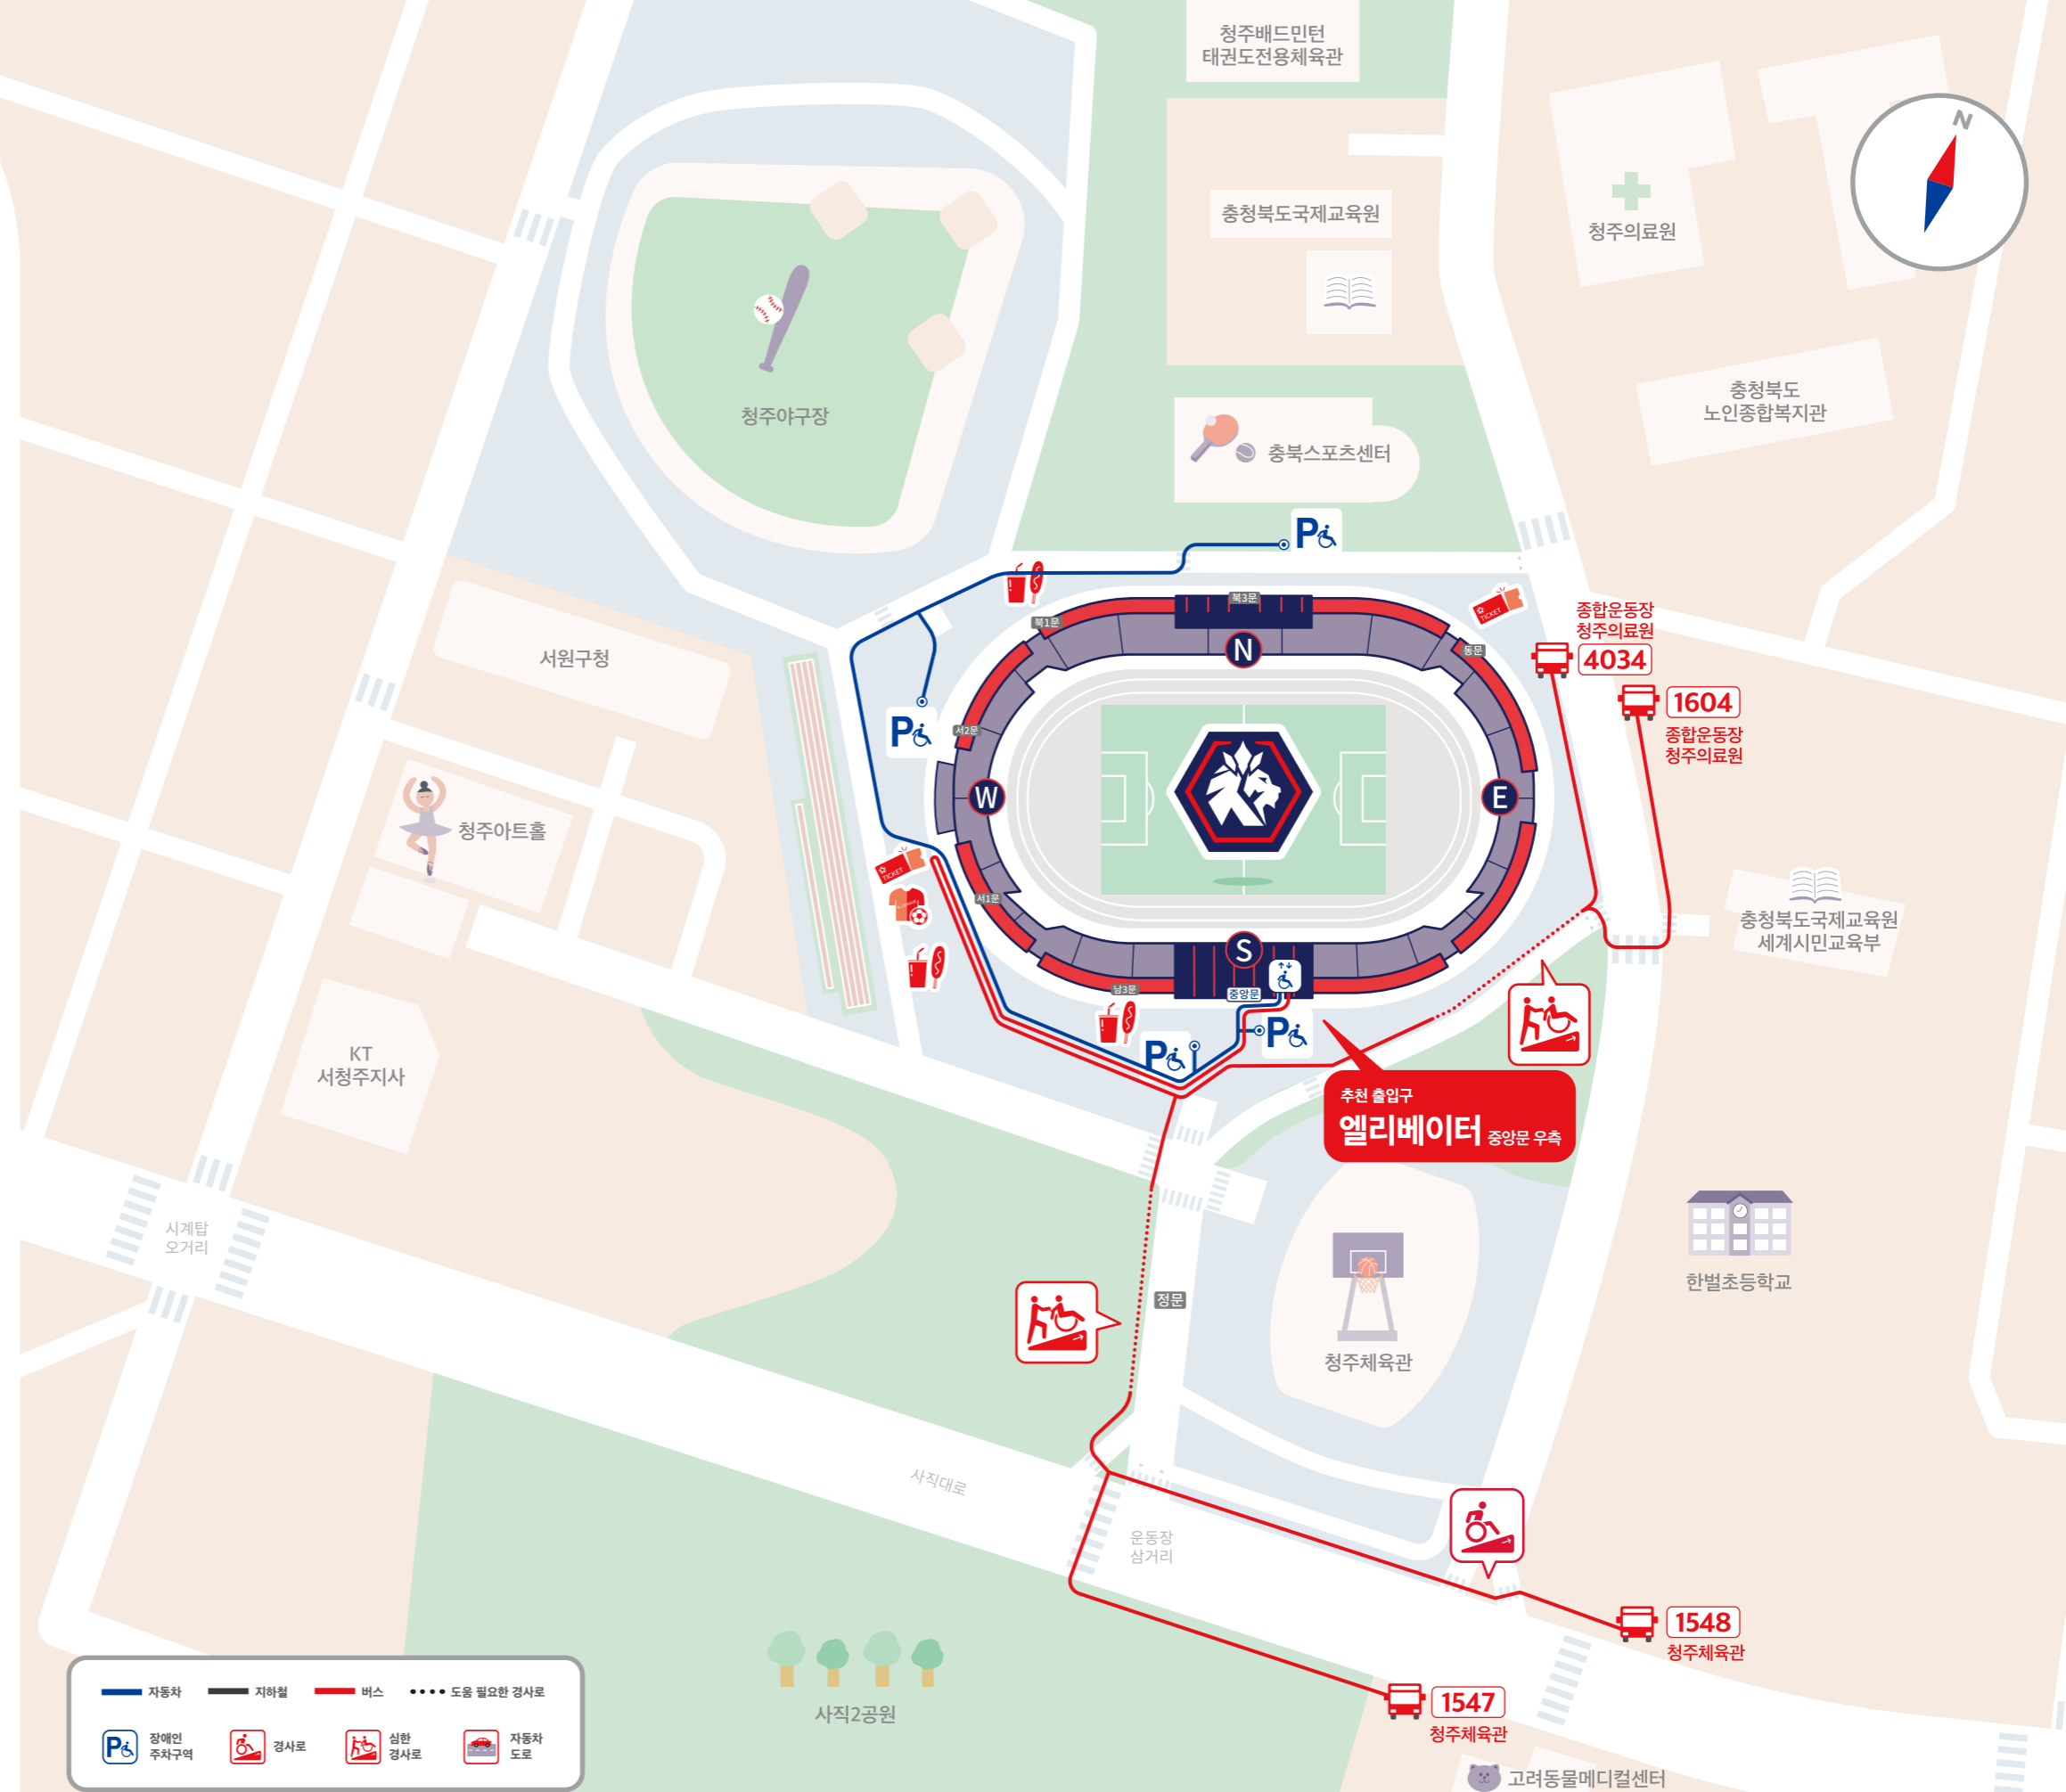 청주배드민턴
태권도전용체육관
N
충청북도국제교육원
청주의료원
충청북도
노인종합복지관
청주야구장
충북스포츠센터
P
TICKET
종합운동장
청주의료원
4034
1604
종합운동장
청주의료원
북3문
북1문
동문
N
서원구청
P
서2문
W
E
청주아트홀
TICKET
서1문
충청북도국제교육원
세계시민교육부
S
남3문
중앙문
P
P
KT
서청주지사
추천 출입구
엘리베이터 중앙문 우측
시계탑
오거리
정문
한벌초등학교
청주체육관
사직대로
운동장
삼거리
1548
청주체육관
1547
청주체육관
사직2공원
고려동물메디컬센터
자동차
지하철
버스
도움 필요한 경사로
P
장애인
주차구역
경사로
심한
경사로
자동차
도로